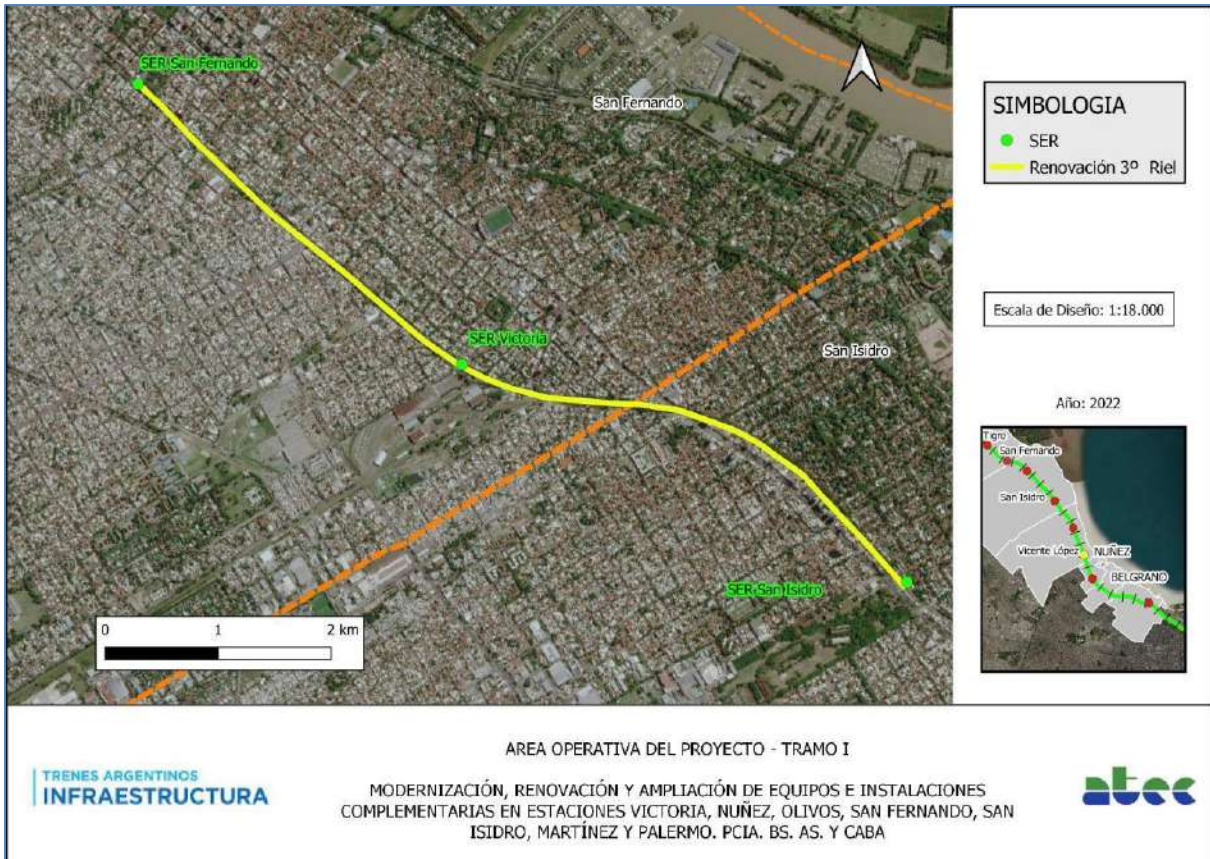 SER San Fernando
San Fernando
SER Victoria
San Isidro
SER San Isidro
0 1 2 km
SIMBOLOGIA
SER
Renovación 3º Riel
Escala de Diseño: 1:18.000
Año: 2022
Tigro
San Fernando
San Isidro
Vicente López
NUÑEZ
BELGRANO
TRENES ARGENTINOS
INFRAESTRUCTURA
AREA OPERATIVA DEL PROYECTO - TRAMO I
MODERNIZACIÓN, RENOVACIÓN Y AMPLIACIÓN DE EQUIPOS E INSTALACIONES
COMPLEMENTARIAS EN ESTACIONES VICTORIA, NUÑEZ, OLIVOS, SAN FERNANDO, SAN
ISIDRO, MARTÍNEZ Y PALERMO. PCIA. BS. AS. Y CABA
atec